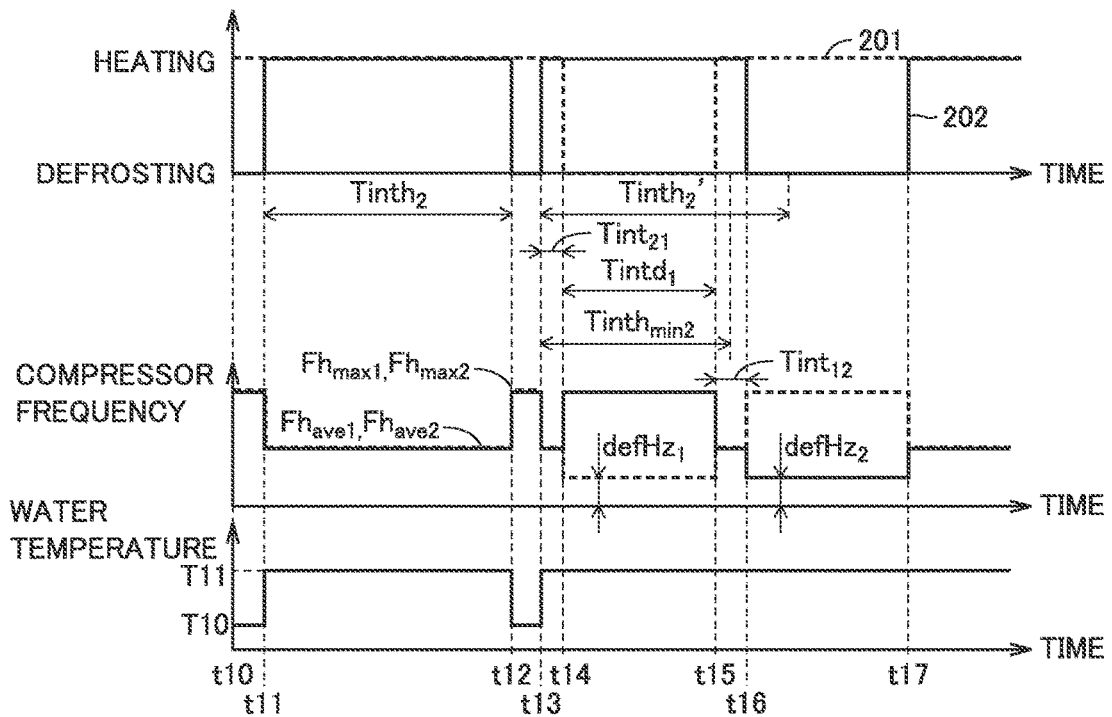 HEATING
201
202
DEFROSTING
TIME
Tinth2
Tinth2'
Tint21
Tintd1
Tinthmin2
Tint12
COMPRESSOR
FREQUENCY
Fhmax1,Fhmax2
Fhave1,Fhave2
defHz1
defHz2
TIME
WATER
TEMPERATURE
T11
T10
TIME
t10
t11
t12
t13
t14
t15
t16
t17